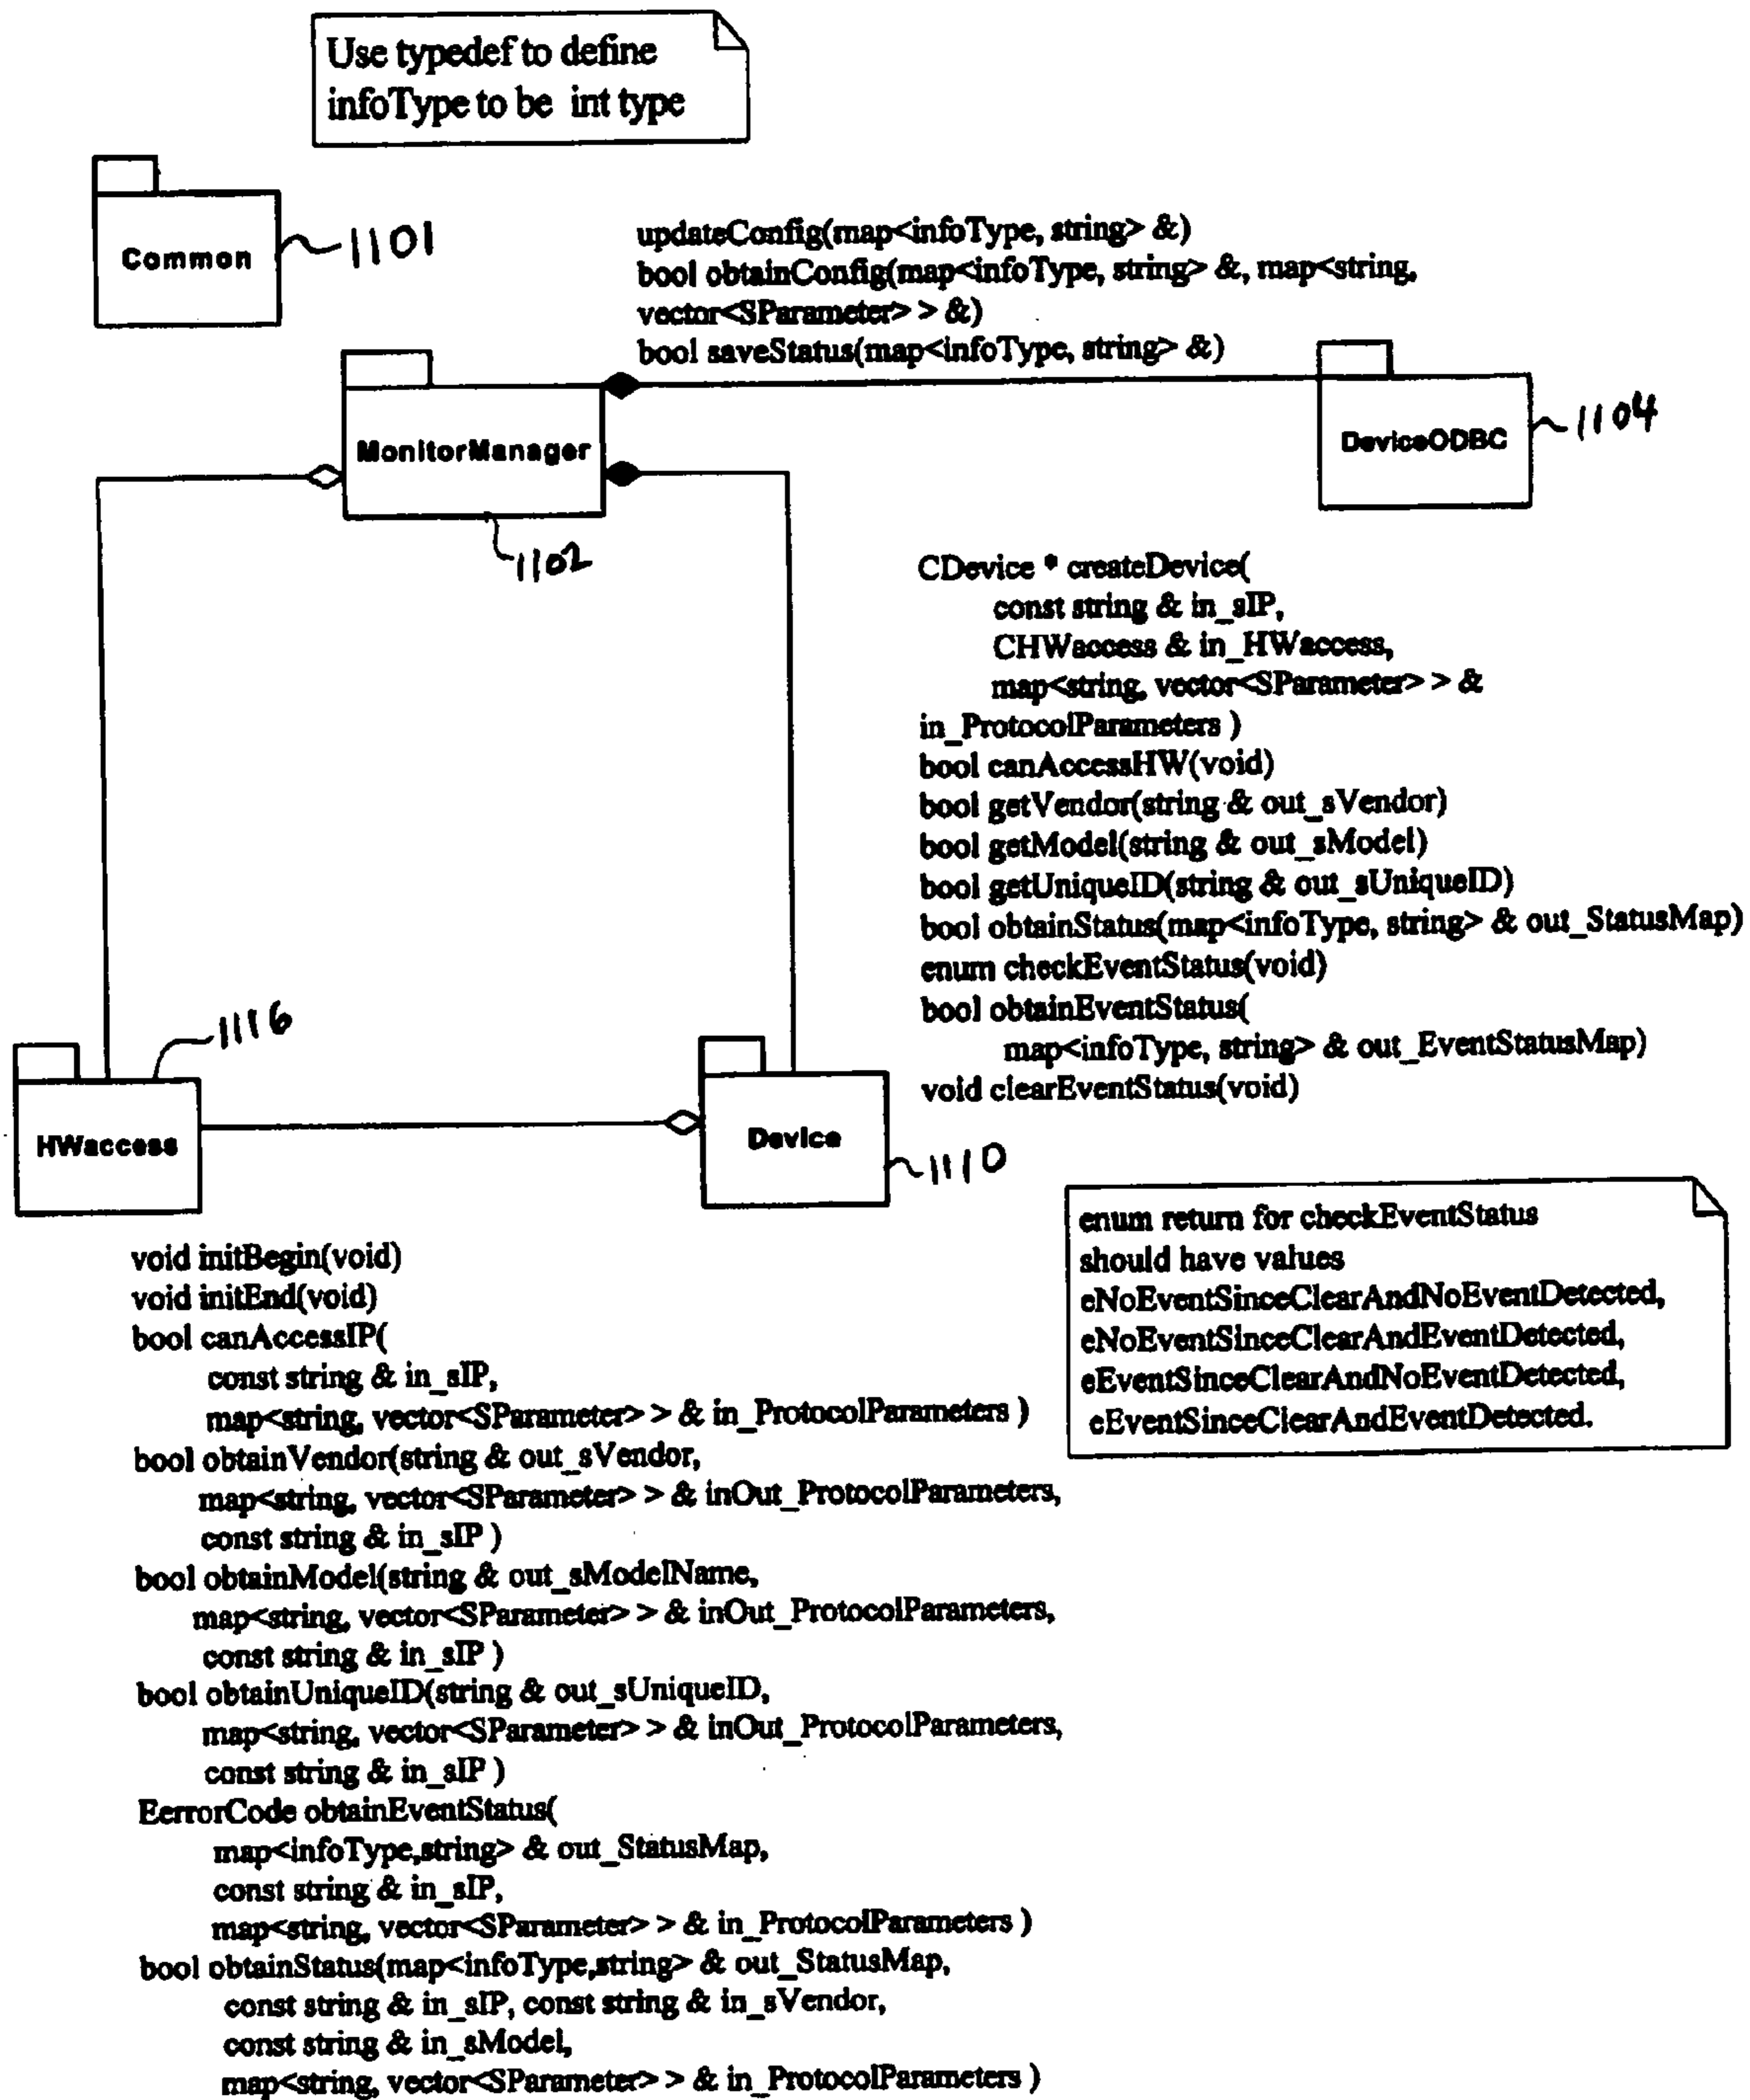 Use typedef to define
infoType to be int type
Common
1101
updateConfig(map<infoType, string> &)
bool obtainConfig(map<infoType, string> &, map<string,
vector<SParameter> > &)
bool saveStatus(map<infoType, string> &)
MonitorManager
1102
DeviceODBC
1104
CDevice * createDevice(
const string & in_sIP,
CHWaccess & in_HWaccess,
map<string, vector<SParameter> > &
in_ProtocolParameters )
bool canAccessHW(void)
bool getVendor(string & out_sVendor)
bool getModel(string & out_sModel)
bool getUniqueID(string & out_sUniqueID)
bool obtainStatus(map<infoType, string> & out_StatusMap)
enum checkEventStatus(void)
bool obtainEventStatus(
map<infoType, string> & out_EventStatusMap)
void clearEventStatus(void)
1116
HWaccess
Device
1110
enum return for checkEventStatus
should have values
eNoEventSinceClearAndNoEventDetected,
eNoEventSinceClearAndEventDetected,
eEventSinceClearAndNoEventDetected,
eEventSinceClearAndEventDetected.
void initBegin(void)
void initEnd(void)
bool canAccessIP(
const string & in_sIP,
map<string, vector<SParameter> > & in_ProtocolParameters )
bool obtainVendor(string & out_sVendor,
map<string, vector<SParameter> > & inOut_ProtocolParameters,
const string & in_sIP )
bool obtainModel(string & out_sModelName,
map<string, vector<SParameter> > & inOut_ProtocolParameters,
const string & in_sIP )
bool obtainUniqueID(string & out_sUniqueID,
map<string, vector<SParameter> > & inOut_ProtocolParameters,
const string & in_sIP )
EerrorCode obtainEventStatus(
map<infoType,string> & out_StatusMap,
const string & in_sIP,
map<string, vector<SParameter> > & in_ProtocolParameters )
bool obtainStatus(map<infoType,string> & out_StatusMap,
const string & in_sIP, const string & in_sVendor,
const string & in_sModel,
map<string, vector<SParameter> > & in_ProtocolParameters )